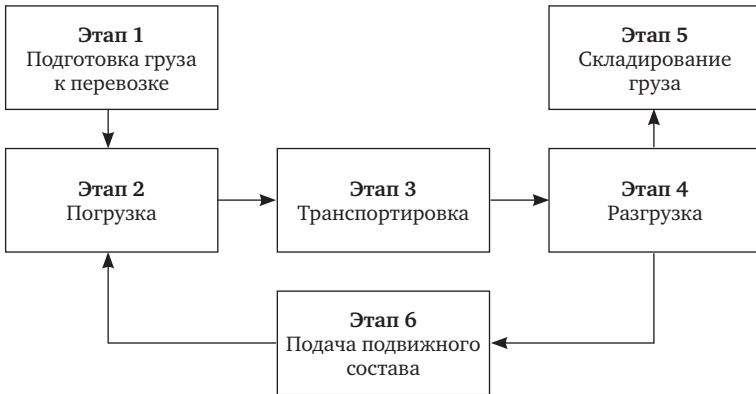 Этап 1
Подготовка груза
к перевозке
Этап 5
Складирование
груза
Этап 2
Погрузка
Этап 3
Транспортировка
Этап 4
Разгрузка
Этап 6
Подача подвижного
состава